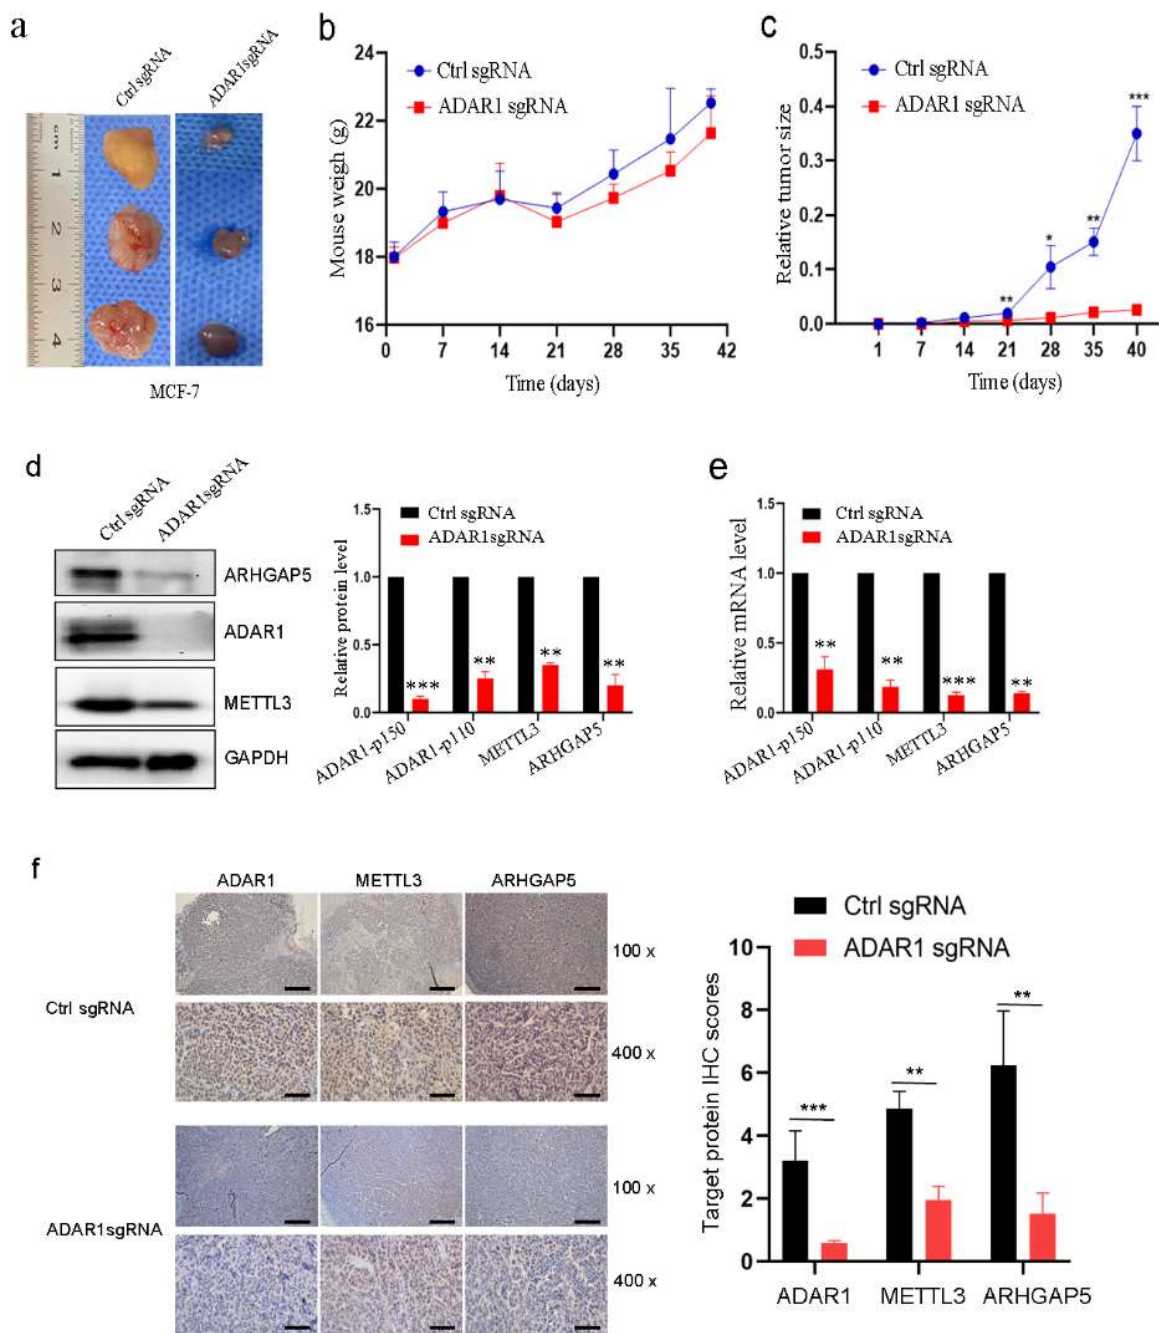 a
Ctrl sgRNA
ADAR1sgRNA
cm
1
2
3
4
MCF-7
b
Ctrl sgRNA
ADAR1 sgRNA
Mouse weigh (g)
24
22
20
18
16
0 7 14 21 28 35 42
Time (days)
c
Ctrl sgRNA
ADAR1 sgRNA
Relative tumor size
0.5
0.4
0.3
0.2
0.1
0.0
** * ** ***
1 7 14 21 28 35 40
Time (days)
d
Ctrl sgRNA
ADAR1sgRNA
ARHGAP5
ADAR1
METTL3
GAPDH
Ctrl sgRNA
ADAR1sgRNA
Relative protein level
1.5
1.0
0.5
0.0
*** ** ** **
ADAR1-p150
ADAR1-p110
METTL3
ARHGAP5
e
Ctrl sgRNA
ADAR1sgRNA
Relative mRNA level
1.5
1.0
0.5
0.0
** ** *** **
ADAR1-p150
ADAR1-p110
METTL3
ARHGAP5
f
ADAR1 METTL3 ARHGAP5
Ctrl sgRNA
100 x
400 x
ADAR1sgRNA
100 x
400 x
Ctrl sgRNA
ADAR1 sgRNA
Target protein IHC scores
10
8
6
4
2
0
*** ** **
ADAR1 METTL3 ARHGAP5